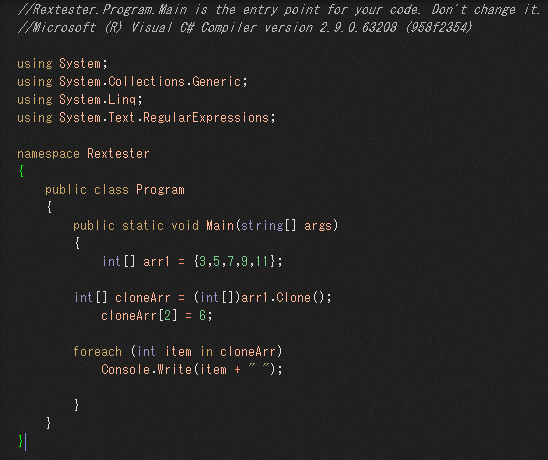 //Rextester.Program.Main is the entry point for your code. Don't change it.
//Microsoft (R) Visual C# Compiler version 2.9.0.63208 (958f2354)
using System;
using System.Collections.Generic;
using System.Linq;
using System.Text.RegularExpressions;
namespace Rextester
{
public class Program
{
public static void Main(string[] args)
{
int[] arr1 = {3,5,7,9,11};
int[] cloneArr = (int[])arr1.Clone();
cloneArr[2] = 6;
foreach (int item in cloneArr)
Console.Write(item + " ");
}
}
}